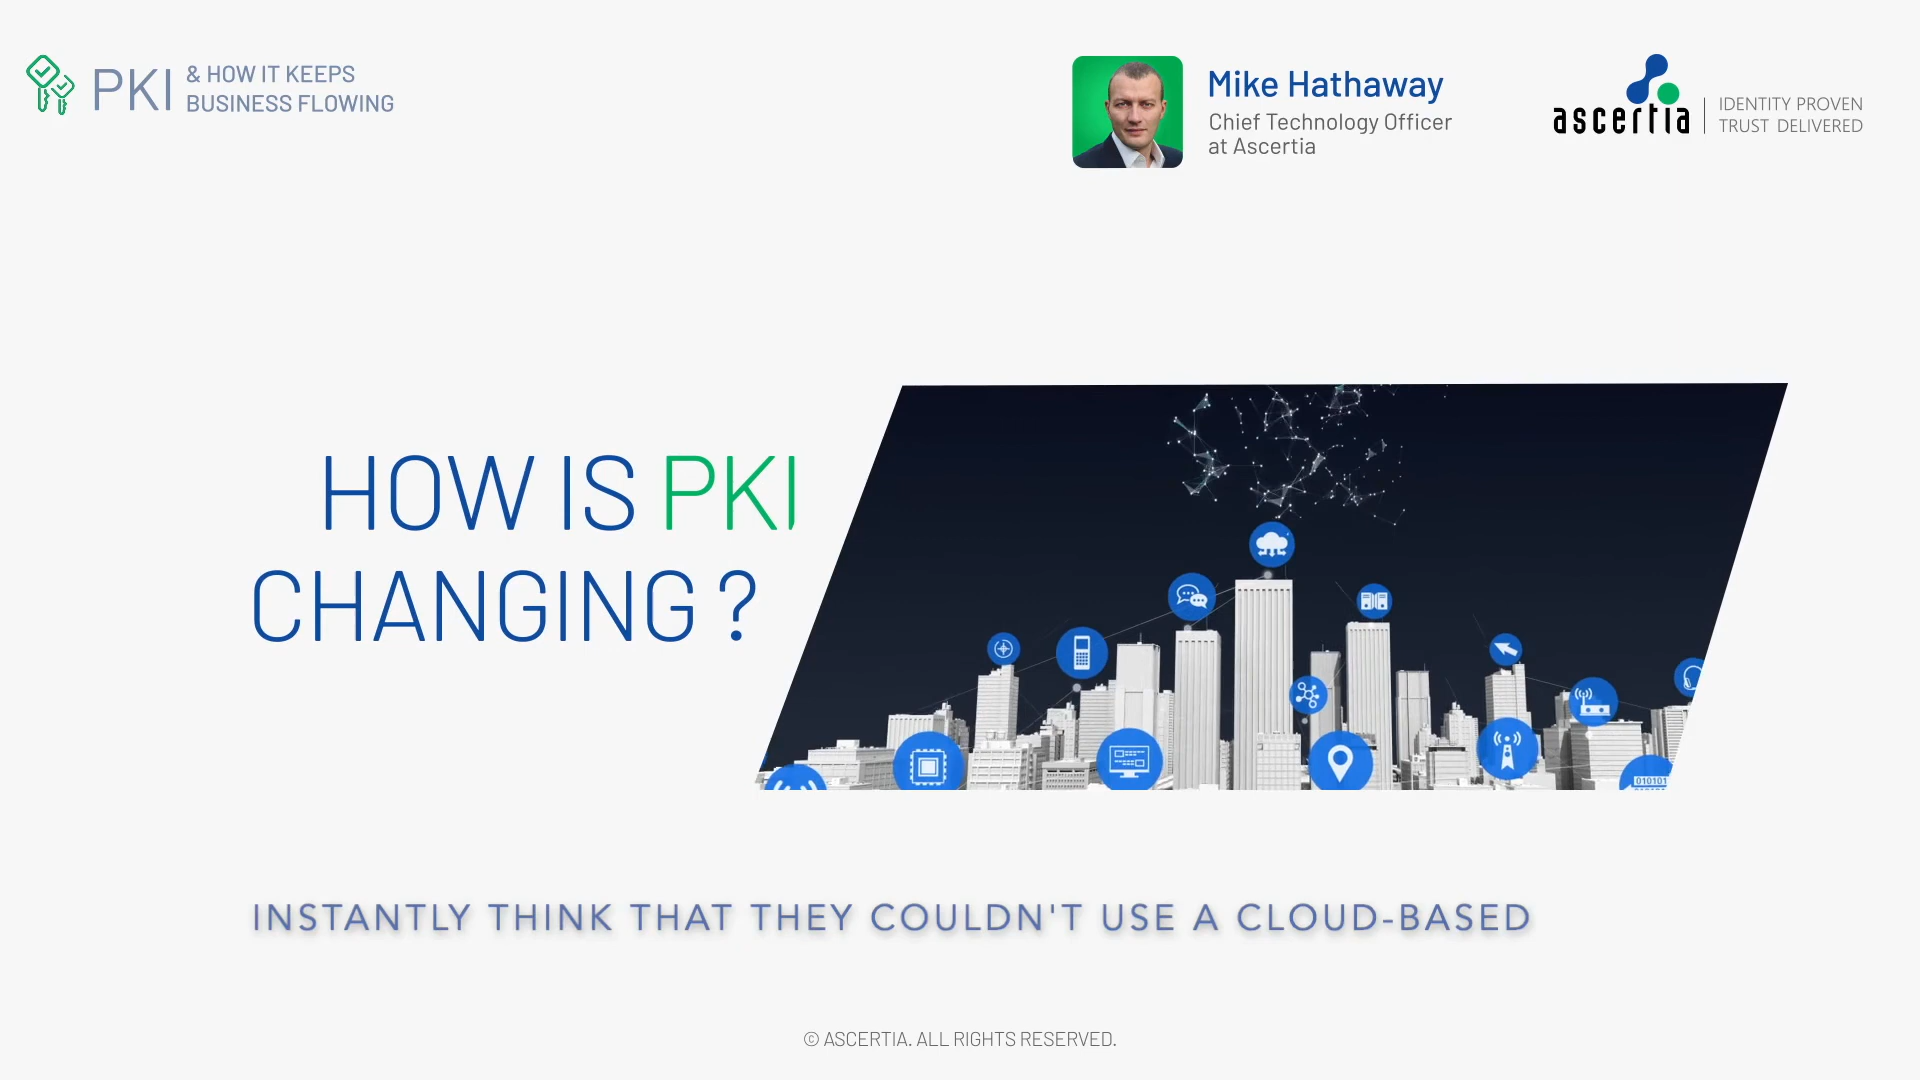 PKI
& HOW IT KEEPS
BUSINESS FLOWING
Mike Hathaway
Chief Technology Officer
at Ascertia
ascertia
IDENTITY PROVEN
TRUST DELIVERED
HOW IS PKI
CHANGING ?
010101
INSTANTLY THINK THAT THEY COULDN'T USE A CLOUD-BASED
© ASCERTIA. ALL RIGHTS RESERVED.